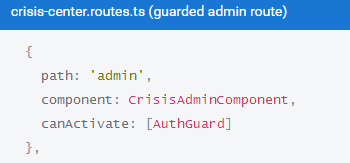 crisis-center.routes.ts (guarded admin route)
{
  path: 'admin',
  component: CrisisAdminComponent,
  canActivate: [AuthGuard]
},